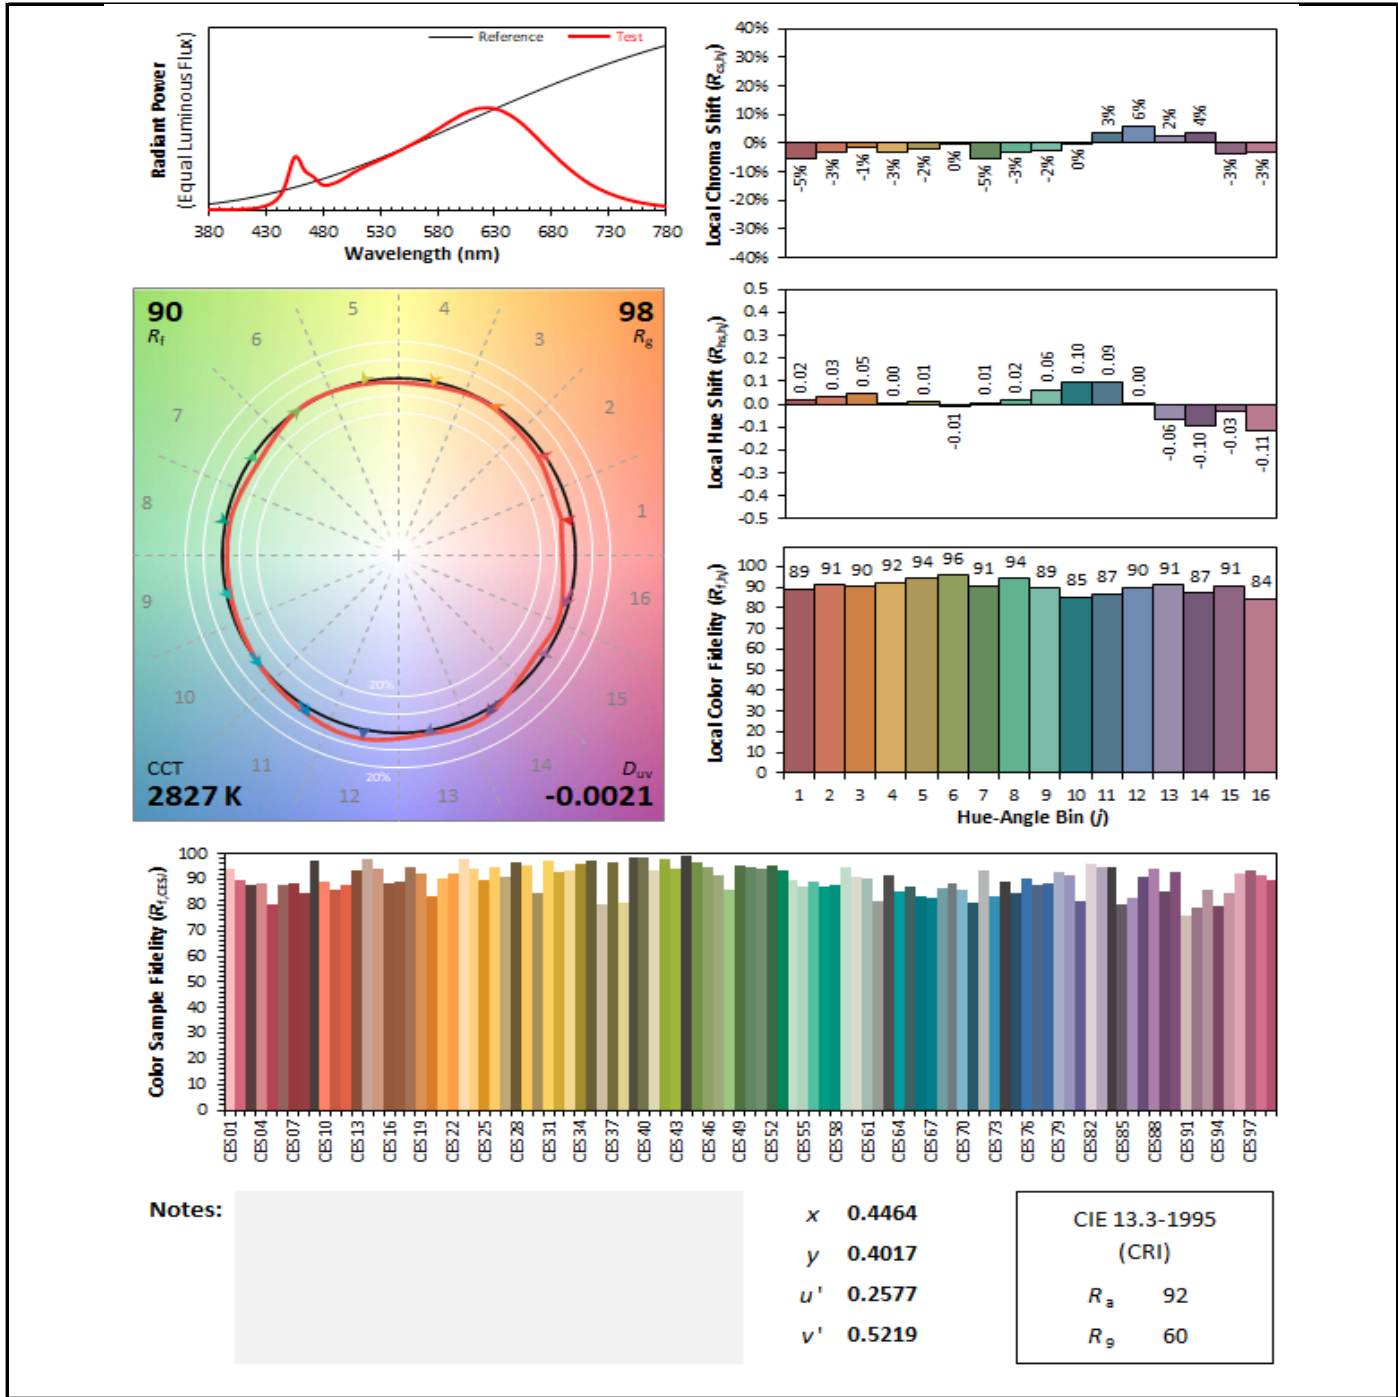 Radiant Power
(Equal Luminous Flux)
Reference
Test
380 430 480 530 580 630 680 730 780
Wavelength (nm)
Local Chroma Shift (Rcs,hj)
40%
30%
20%
10%
0%
-10%
-20%
-30%
-40%
-5% -3% -1% -3% -2% 0% -5% -3% -2% 0% 3% 6% 2% 4% -3% -3%
90
Rf
98
Rg
5 4
6 3
7 2
8 1
9 16
10 15
11 14
12 13
20%
20%
CCT
2827 K
Duv
-0.0021
Local Hue Shift (Rhs,hj)
0.5
0.4
0.3
0.2
0.1
0.0
-0.1
-0.2
-0.3
-0.4
-0.5
0.02 0.03 0.05 0.00 0.01 -0.01 0.01 0.02 0.06 0.10 0.09 0.00 -0.06 -0.10 -0.03 -0.11
Local Color Fidelity (Rf,hj)
100
90
80
70
60
50
40
30
20
10
0
89 91 90 92 94 96 91 94 89 85 87 90 91 87 91 84
1 2 3 4 5 6 7 8 9 10 11 12 13 14 15 16
Hue-Angle Bin (j)
Color Sample Fidelity (Rf,CESi)
100
90
80
70
60
50
40
30
20
10
0
CES01 CES04 CES07 CES10 CES13 CES16 CES19 CES22 CES25 CES28 CES31 CES34 CES37 CES40 CES43 CES46 CES49 CES52 CES55 CES58 CES61 CES64 CES67 CES70 CES73 CES76 CES79 CES82 CES85 CES88 CES91 CES94 CES97
Notes:
x 0.4464
y 0.4017
u' 0.2577
v' 0.5219
CIE 13.3-1995
(CRI)
Ra 92
R9 60